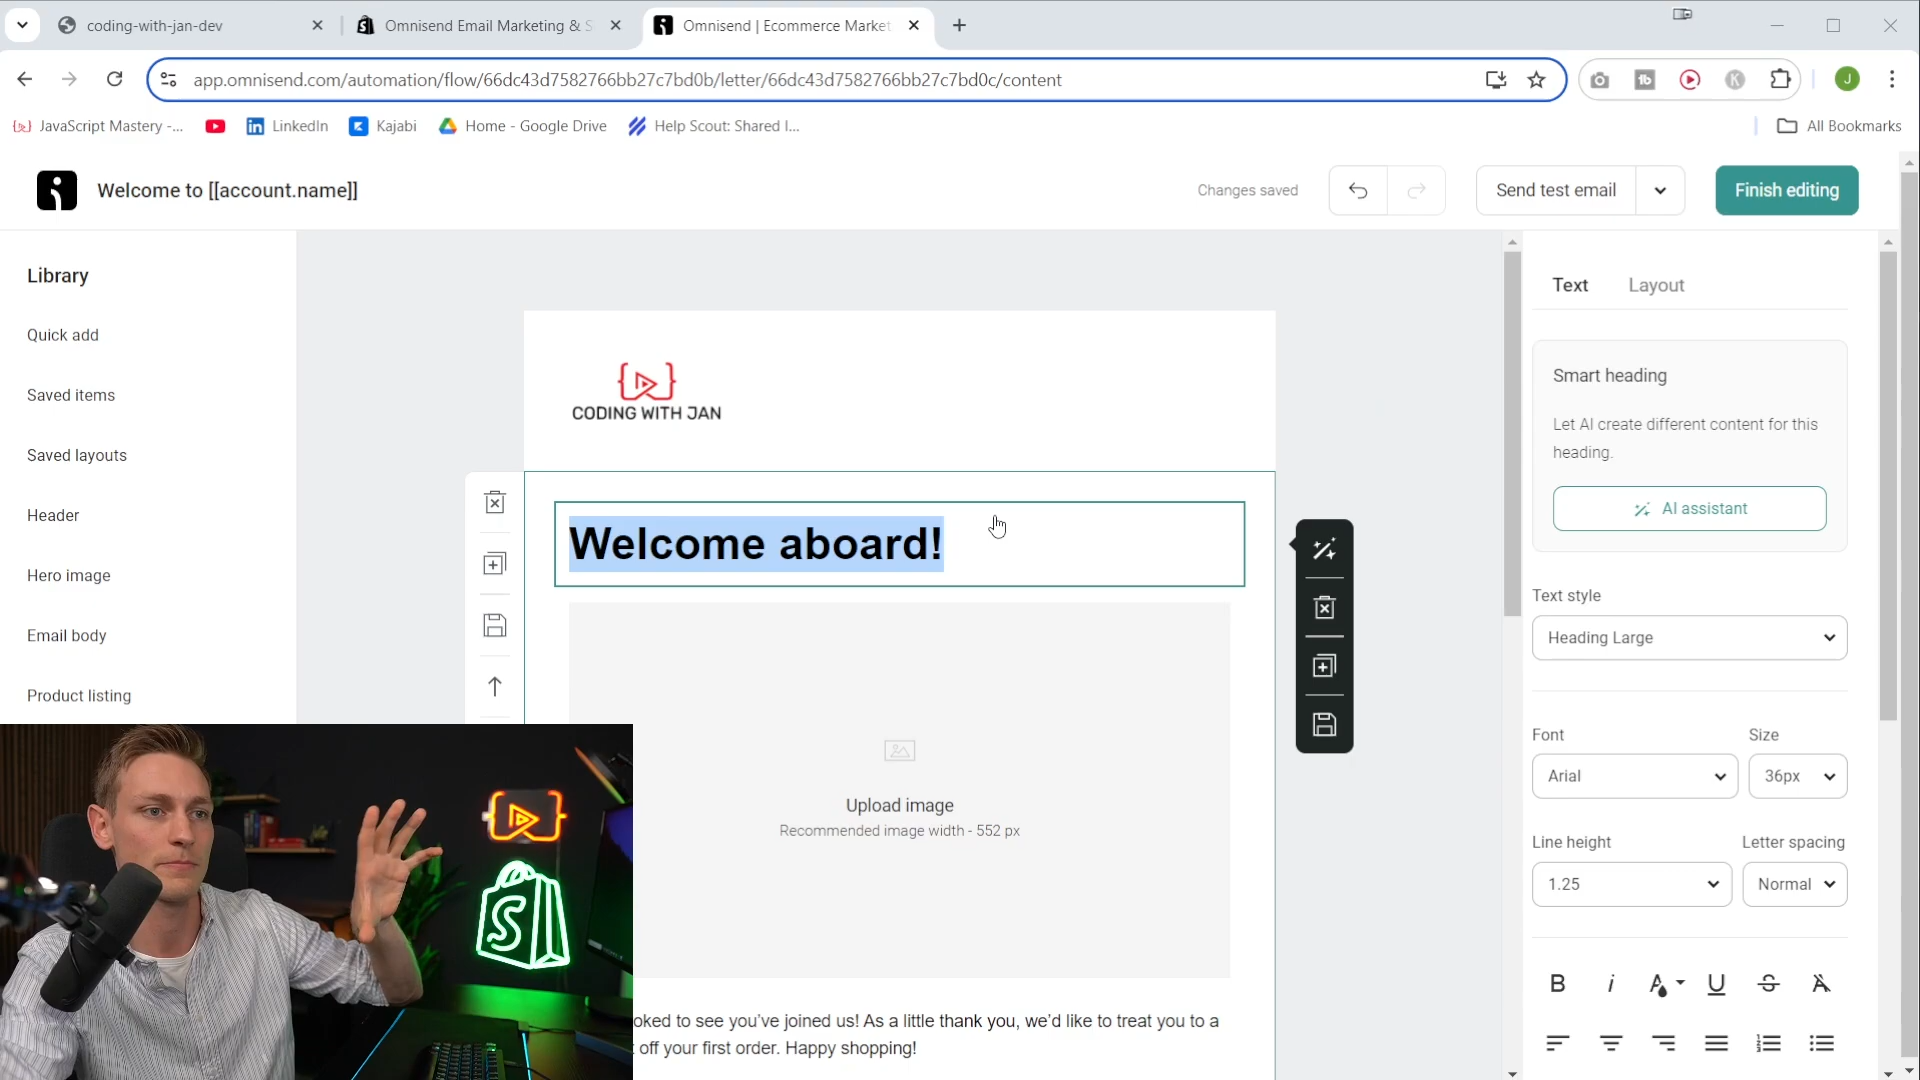 coding-with-jan-dev
Omnisend Email Marketing & S
Omnisend | Ecommerce Market
app.omnisend.com/automation/flow/66dc43d7582766bb27c7bd0b/letter/66dc43d7582766bb27c7bd0c/content
tb
K
J
JavaScript Mastery -...
LinkedIn
Kajabi
Home - Google Drive
Help Scout: Shared I...
All Bookmarks
Welcome to [[account.name]]
Changes saved
Send test email
Finish editing
Library
Quick add
Saved items
Saved layouts
Header
Hero image
Email body
Product listing
CODING WITH JAN
Welcome aboard!
Upload image
Recommended image width - 552 px
oked to see you've joined us! As a little thank you, we'd like to treat you to a
off your first order. Happy shopping!
Text
Layout
Smart heading
Let AI create different content for this
heading.
AI assistant
Text style
Heading Large
Font
Size
Arial
36px
Line height
Letter spacing
1.25
Normal
S